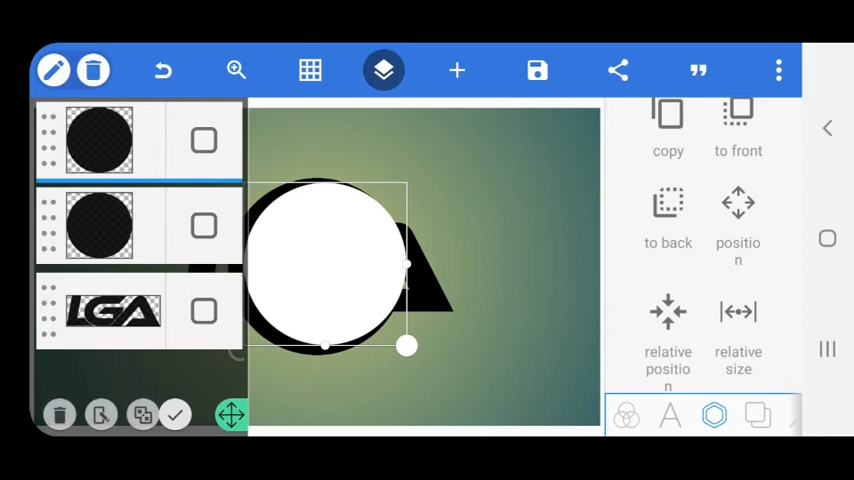 copy
to front
to back
positio
n
relative
positio
n
relative
size
LGA
A